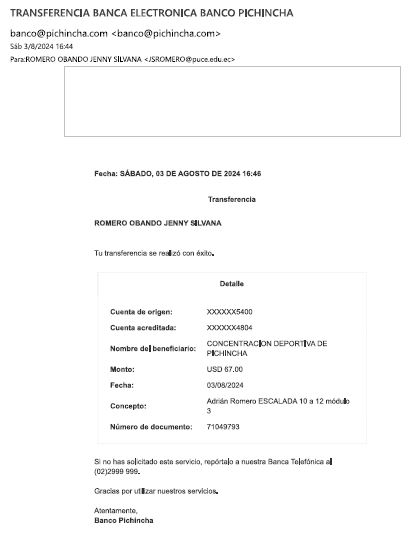 TRANSFERENCIA BANCA ELECTRONICA BANCO PICHINCHA
banco@pichincha.com <banco@pichincha.com>
Sáb 3/8/2024 16:44
Para:ROMERO OBANDO JENNY SILVANA <JSROMERO@puce.edu.ec>
Fecha: SÁBADO, 03 DE AGOSTO DE 2024 16:46
Transferencia
ROMERO OBANDO JENNY SILVANA
Tu transferencia se realizó con éxito.
Detalle
Cuenta de origen: XXXXXX5400
Cuenta acreditada: XXXXXX4804
Nombre del beneficiario: CONCENTRACION DEPORTIVA DE
PICHINCHA
Monto: USD 67.00
Fecha: 03/08/2024
Concepto: Adrián Romero ESCALADA 10 a 12 módulo
3
Número de documento: 71049793
Si no has solicitado este servicio, repórtalo a nuestra Banca Telefónica al
(02)2999 999.
Gracias por utilizar nuestros servicios.
Atentamente,
Banco Pichincha